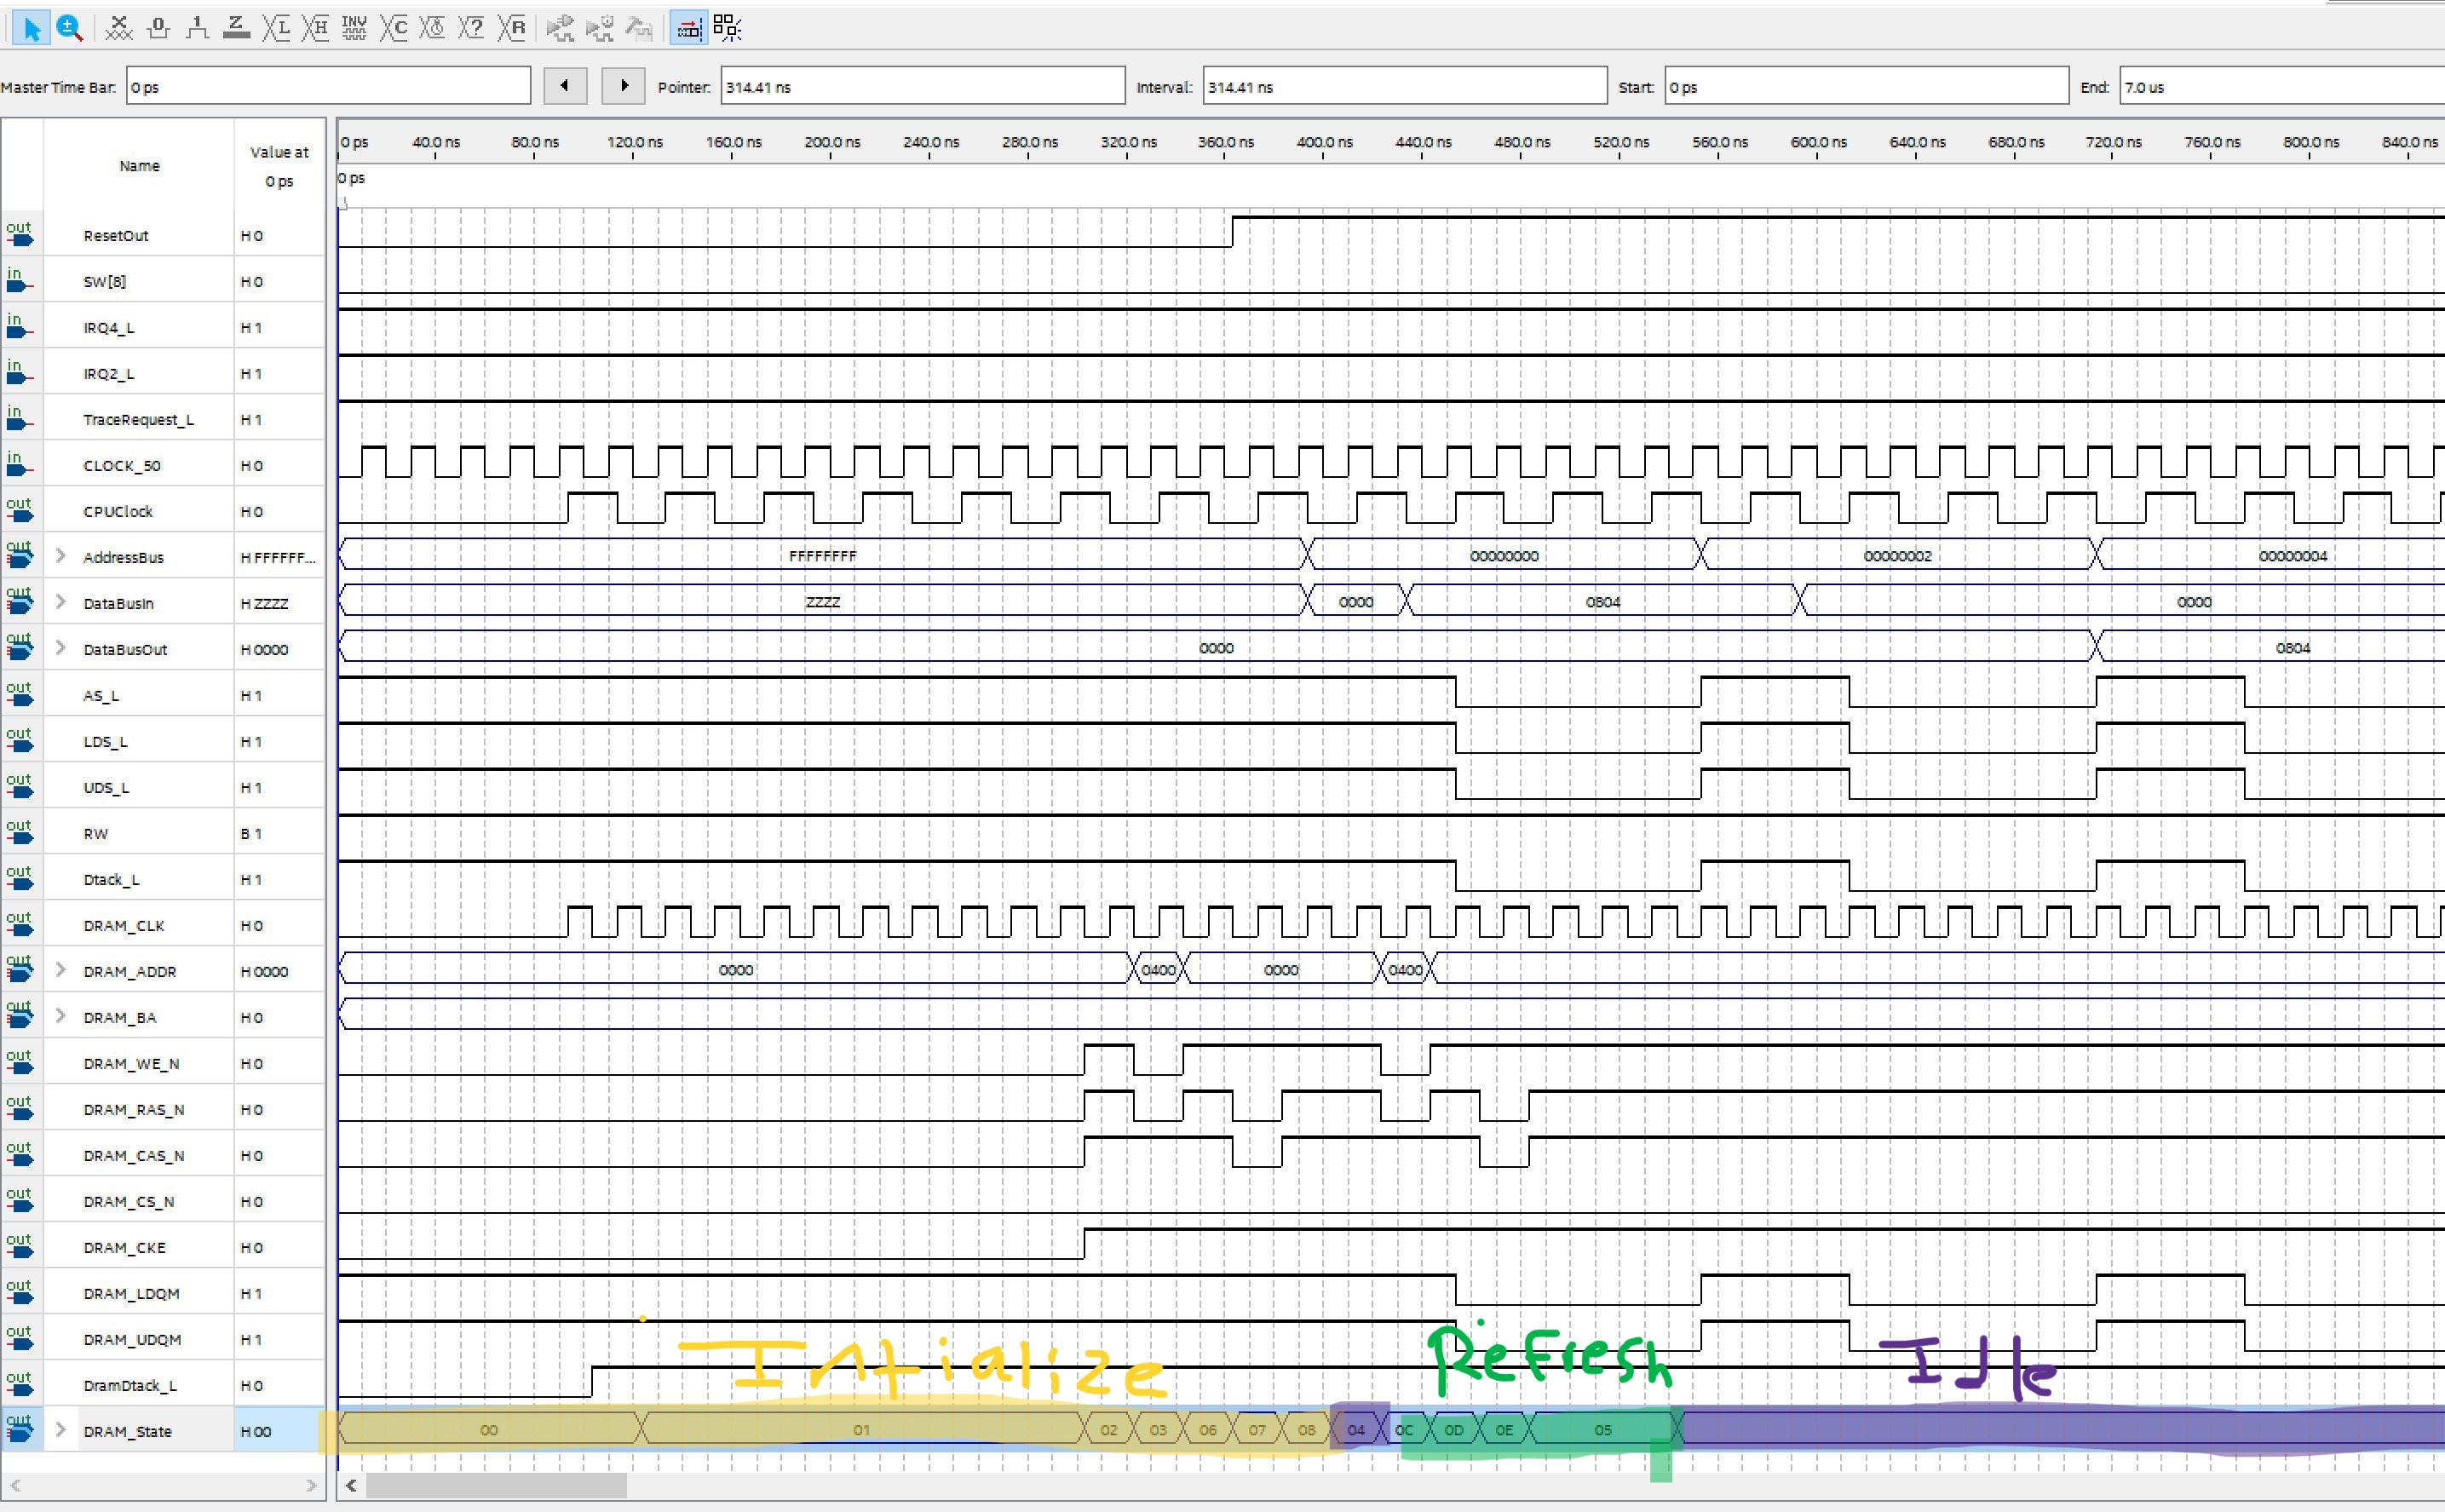 X 0 1 Z XL XH INV XC X? XR
Master Time Bar: 0 ps Pointer: 314.41 ns Interval: 314.41 ns Start: 0 ps End: 7.0 us
Name Value at 0 ps
0 ps 40.0 ns 80.0 ns 120.0 ns 160.0 ns 200.0 ns 240.0 ns 280.0 ns 320.0 ns 360.0 ns 400.0 ns 440.0 ns 480.0 ns 520.0 ns 560.0 ns 600.0 ns 640.0 ns 680.0 ns 720.0 ns 760.0 ns 800.0 ns 840.0 ns
0 ps
out ResetOut H 0
in SW[8] H 0
in IRQ4_L H 1
in IRQ2_L H 1
in TraceRequest_L H 1
in CLOCK_50 H 0
out CPUClock H 0
out > AddressBus H FFFFFF... FFFFFFFF 00000000 00000002 00000004
out > DataBusIn H ZZZZ ZZZZ 0000 0804 0000
out > DataBusOut H 0000 0000 0804
out AS_L H 1
out LDS_L H 1
out UDS_L H 1
out RW B 1
out Dtack_L H 1
out DRAM_CLK H 0
out > DRAM_ADDR H 0000 0000 0400 0000 0400
out > DRAM_BA H 0
out DRAM_WE_N H 0
out DRAM_RAS_N H 0
out DRAM_CAS_N H 0
out DRAM_CS_N H 0
out DRAM_CKE H 0
out DRAM_LDQM H 1
out DRAM_UDQM H 1
Intialize Refresh Idle
out DramDtack_L H 0
out > DRAM_State H 00 00 01 02 03 06 07 08 04 0C 0D 0E 05